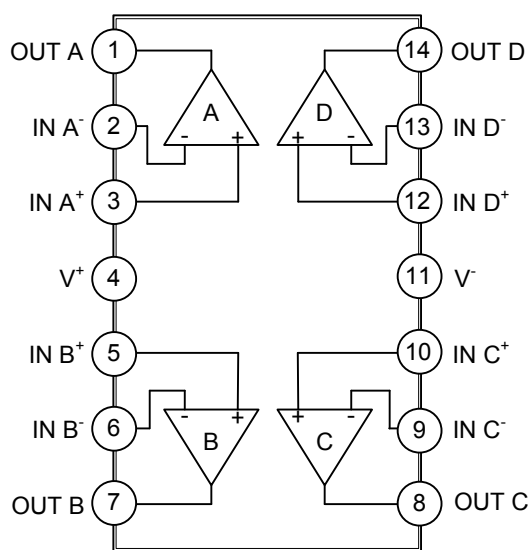 OUT A 1 14 OUT D
A D
IN A- 2 - + + - 13 IN D-
IN A+ 3 12 IN D+
V+ 4 11 V-
IN B+ 5 10 IN C+
IN B- 6 - + + - 9 IN C-
B C
OUT B 7 8 OUT C